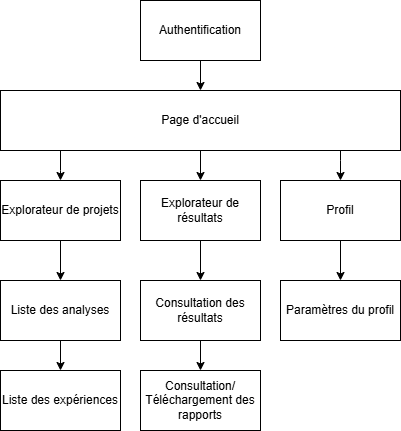 Authentification
Page d'accueil
Explorateur de projets
Explorateur de
résultats
Profil
Liste des analyses
Consultation des
résultats
Paramètres du profil
Liste des expériences
Consultation/
Téléchargement des
rapports